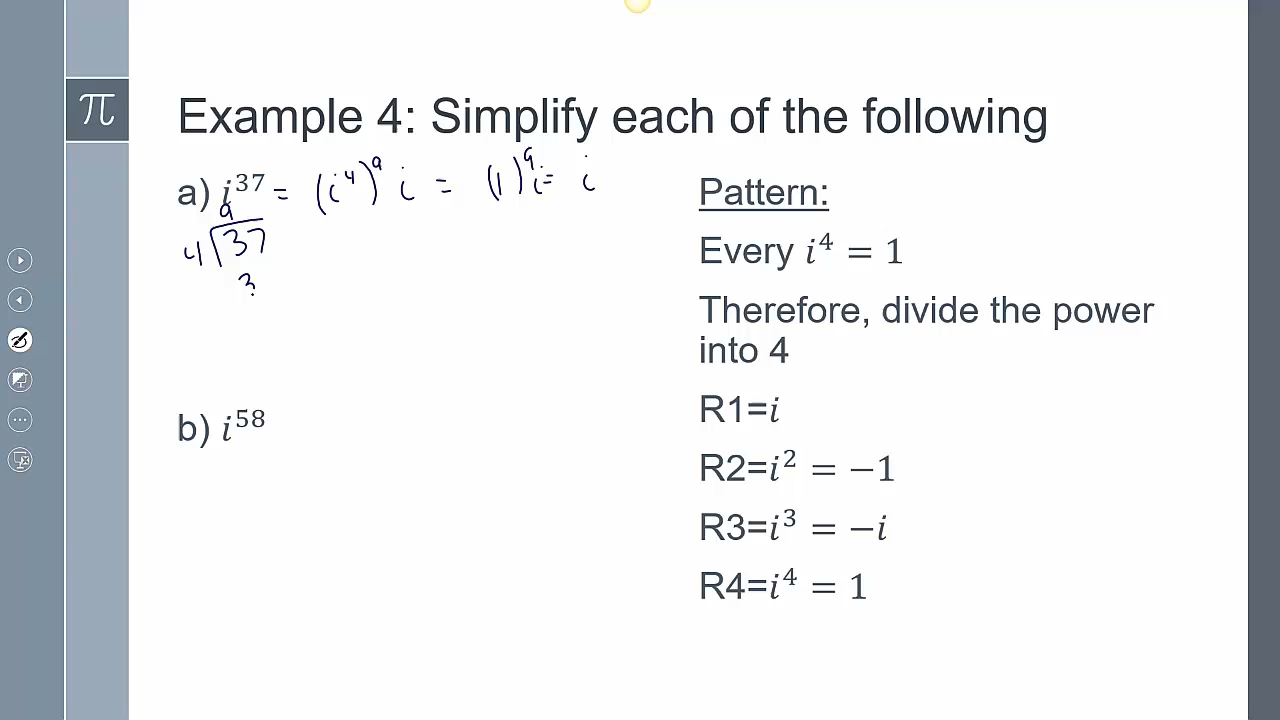 π
Example 4: Simplify each of the following
a) i^37 = (i^4)^9 i = (1)^9 i = i
9
4 37
3
b) i^58
Pattern:
Every i^4 = 1
Therefore, divide the power
into 4
R1=i
R2=i^2 = −1
R3=i^3 = −i
R4=i^4 = 1